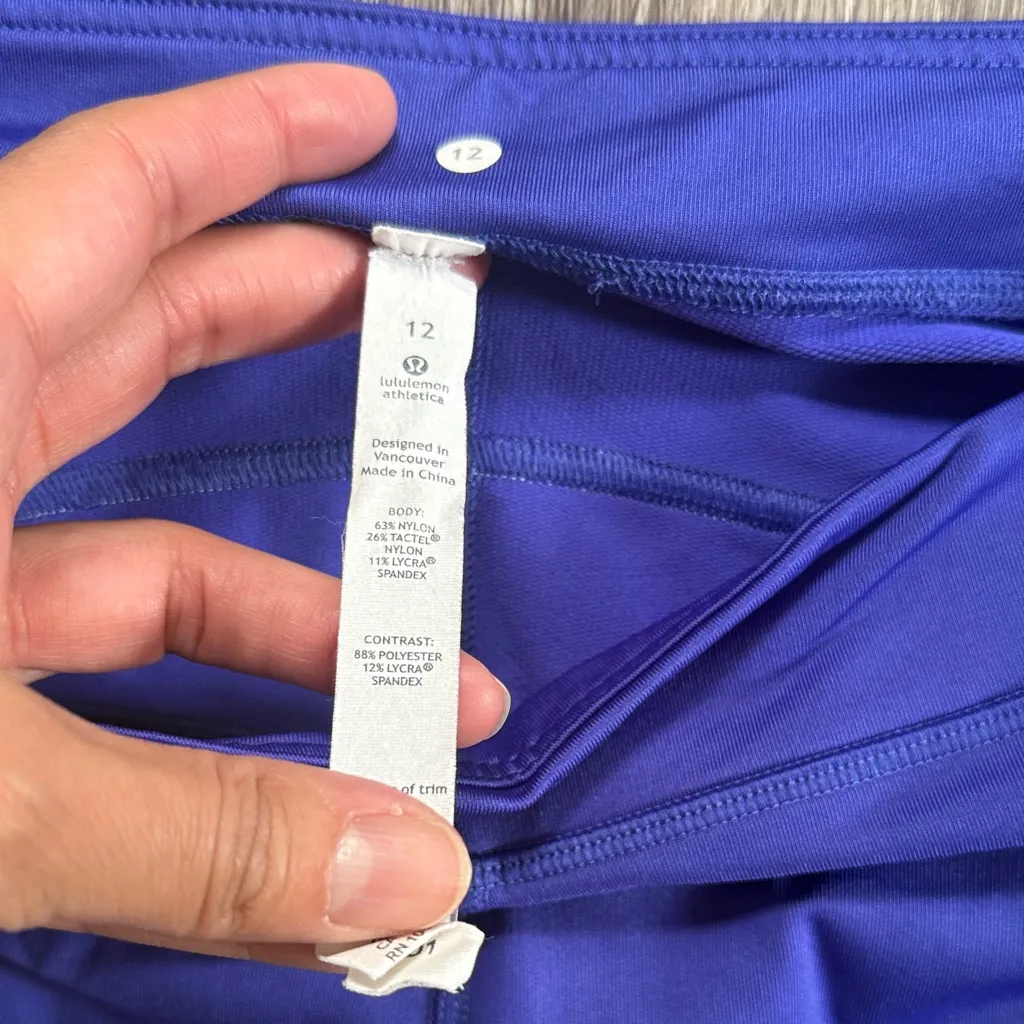 12
12
lululemon
athletica
Designed in
Vancouver
Made in China
BODY:
63% NYLON
26% TACTEL®
NYLON
11% LYCRA®
SPANDEX
CONTRAST:
88% POLYESTER
12% LYCRA®
SPANDEX
of trim
RN